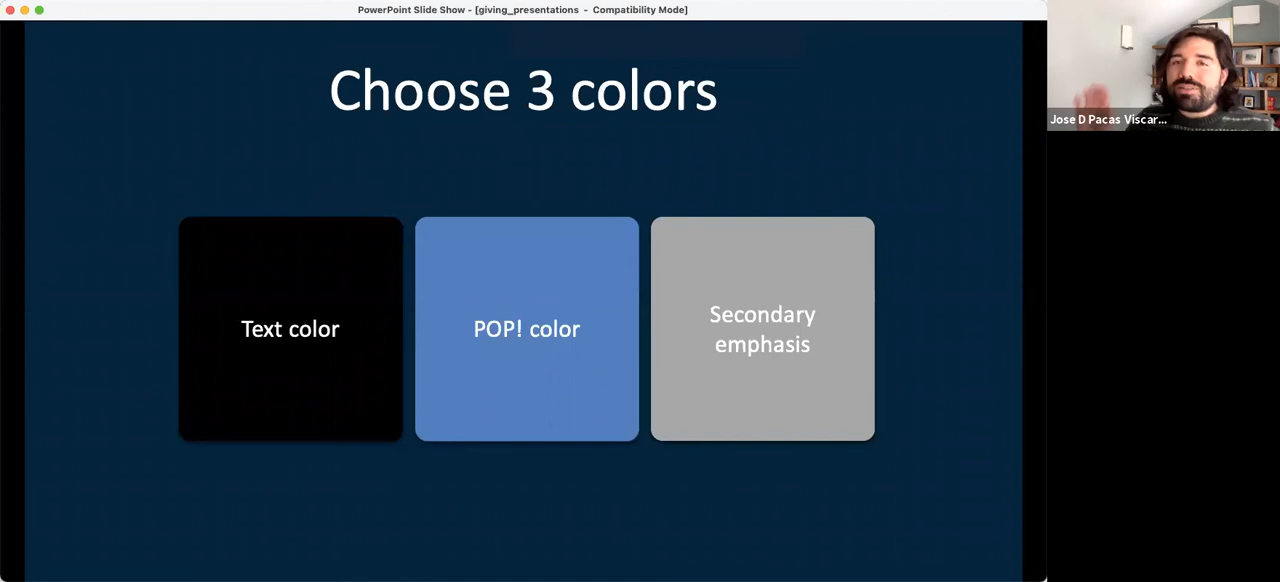 PowerPoint Slide Show - [giving_presentations - Compatibility Mode]
Choose 3 colors
Text color
POP! color
Secondary
emphasis
Jose D Pacas Viscar...